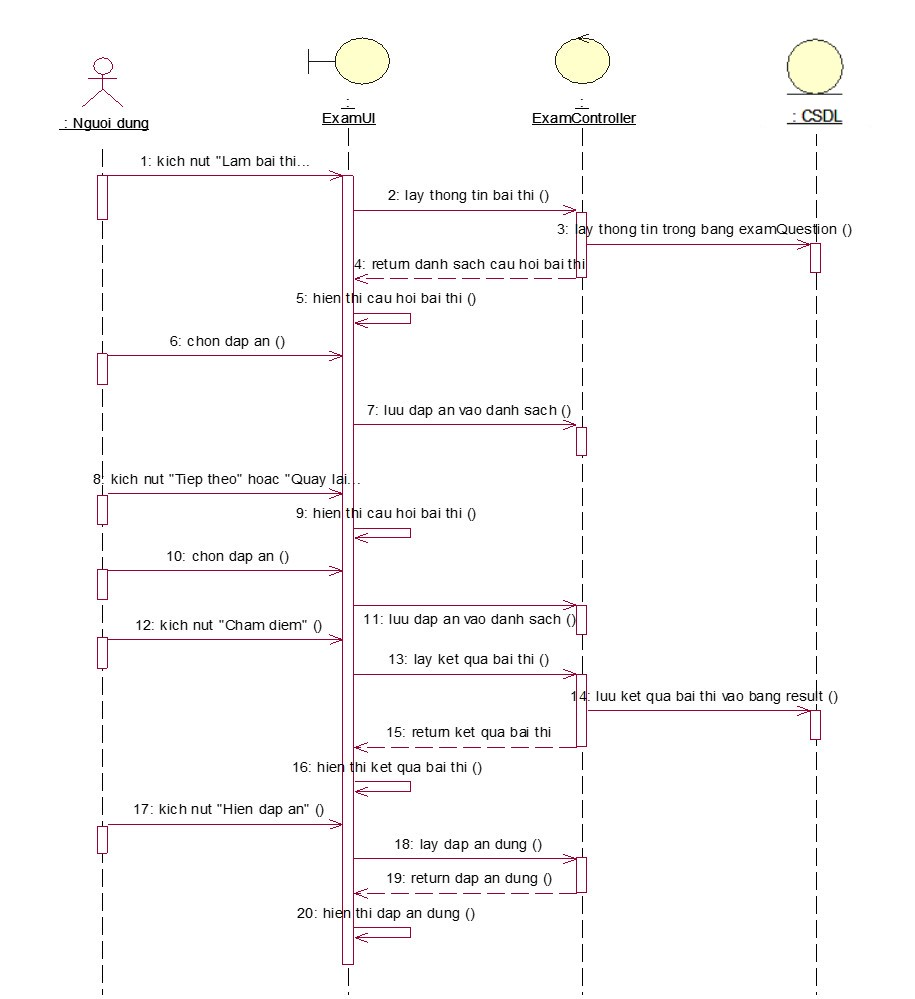 : Nguoi dung
:
ExamUI
:
ExamController
: CSDL
1: kich nut "Lam bai thi...
2: lay thong tin bai thi ()
3: lay thong tin trong bang examQuestion ()
4: return danh sach cau hoi bai thi
5: hien thi cau hoi bai thi ()
6: chon dap an ()
7: luu dap an vao danh sach ()
8: kich nut "Tiep theo" hoac "Quay lai...
9: hien thi cau hoi bai thi ()
10: chon dap an ()
11: luu dap an vao danh sach ()
12: kich nut "Cham diem" ()
13: lay ket qua bai thi ()
14: luu ket qua bai thi vao bang result ()
15: return ket qua bai thi
16: hien thi ket qua bai thi ()
17: kich nut "Hien dap an" ()
18: lay dap an dung ()
19: return dap an dung ()
20: hien thi dap an dung ()